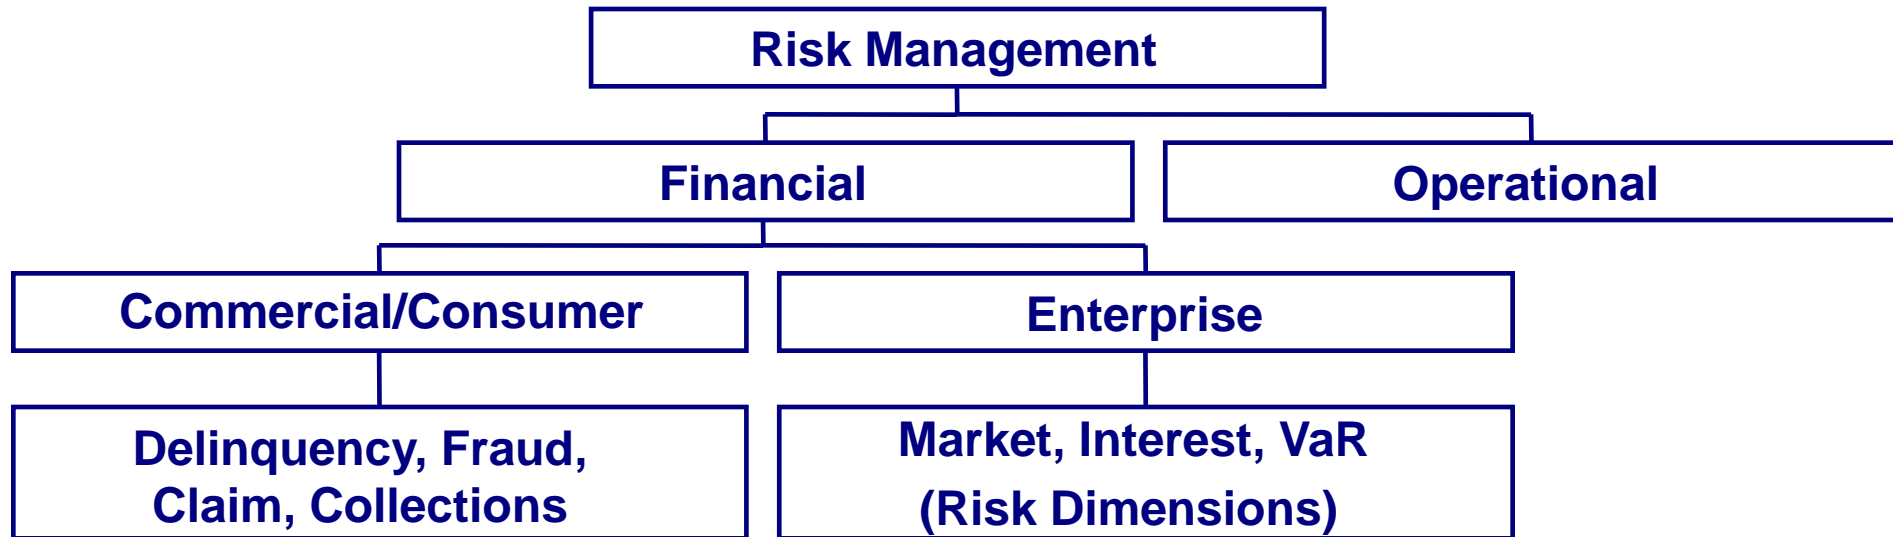 Risk Management
Financial
Operational
Commercial/Consumer
Enterprise
Delinquency, Fraud,
Claim, Collections
Market, Interest, VaR
(Risk Dimensions)